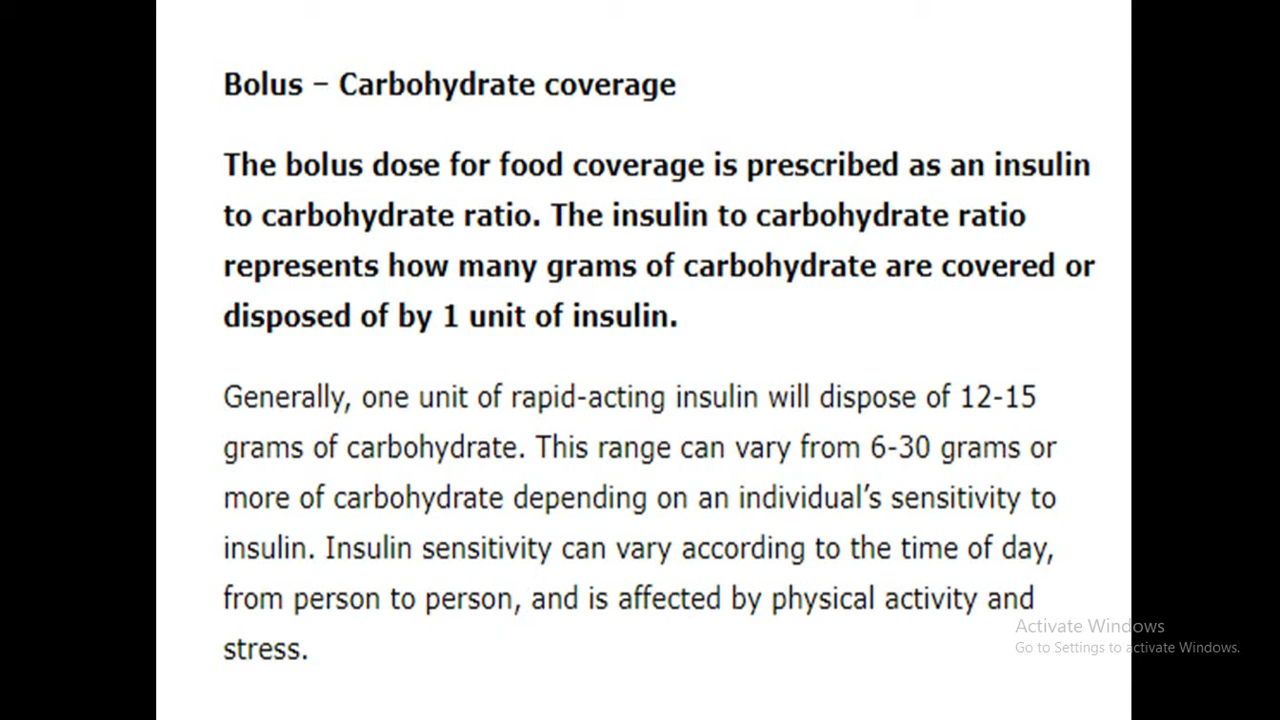 Bolus – Carbohydrate coverage
The bolus dose for food coverage is prescribed as an insulin
to carbohydrate ratio. The insulin to carbohydrate ratio
represents how many grams of carbohydrate are covered or
disposed of by 1 unit of insulin.
Generally, one unit of rapid-acting insulin will dispose of 12-15
grams of carbohydrate. This range can vary from 6-30 grams or
more of carbohydrate depending on an individual’s sensitivity to
insulin. Insulin sensitivity can vary according to the time of day,
from person to person, and is affected by physical activity and
stress.
Activate Windows
Go to Settings to activate Windows.